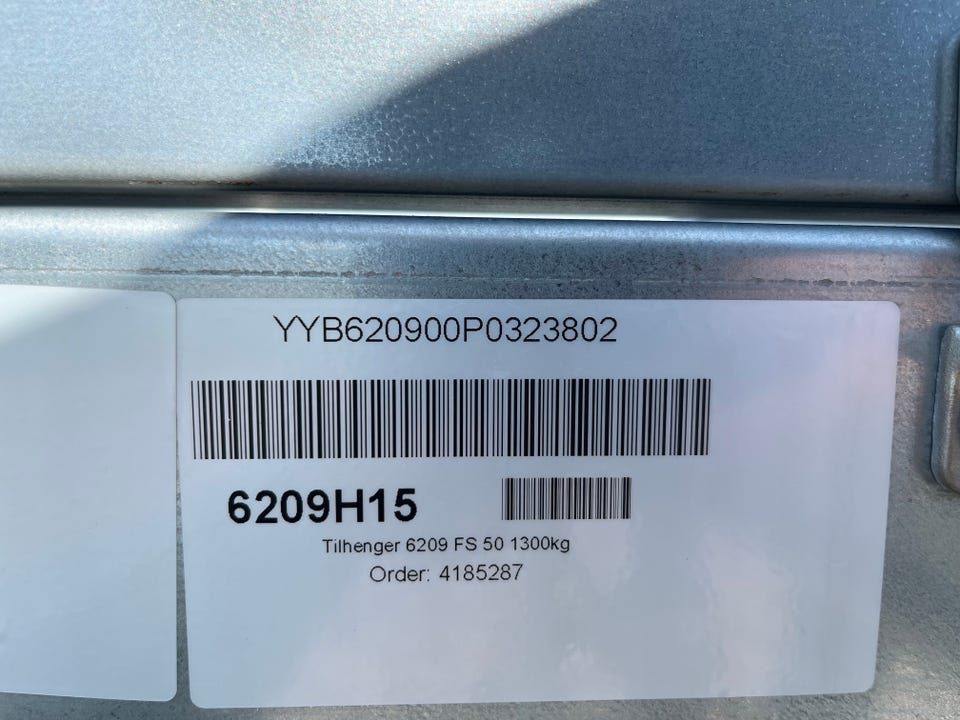 YYB620900P0323802
6209H15
Tilhenger 6209 FS 50 1300kg
Order: 4185287